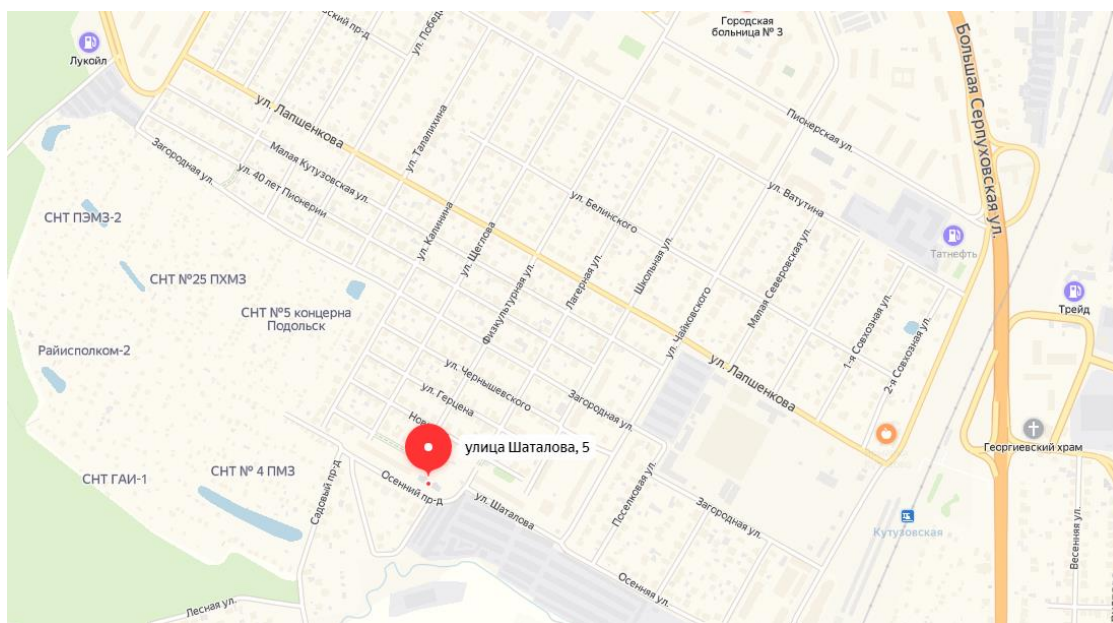 Городская
больница № 3
Лукойл
ул. Победы
ул. Лапшенкова
ул. Талалихина
Пионерская ул.
Большая Серпуховская ул.
Загородная ул.
Малая Кутузовская ул.
ул. 40 лет Пионерии
ул. Белинского
ул. Ватутина
СНТ ПЭМЗ-2
ул. Калинина
ул. Щеглова
Татнефть
СНТ №25 ПХМЗ
Физкультурная ул.
Лагерная ул.
Школьная ул.
Малая Северовская ул.
СНТ №5 концерна
Подольск
ул. Чайковского
1-я Совхозная ул.
2-я Совхозная ул.
Трейд
Райисполком-2
ул. Чернышевского
ул. Лапшенкова
ул. Герцена
Загородная ул.
улица Шаталова, 5
Георгиевский храм
СНТ ГАИ-1
СНТ № 4 ПМЗ
Садовый пр-д
Осенний пр-д
ул. Шаталова
Поселковая ул.
Загородная ул.
Кутузовская
Осенняя ул.
Весенняя ул.
Лесная ул.